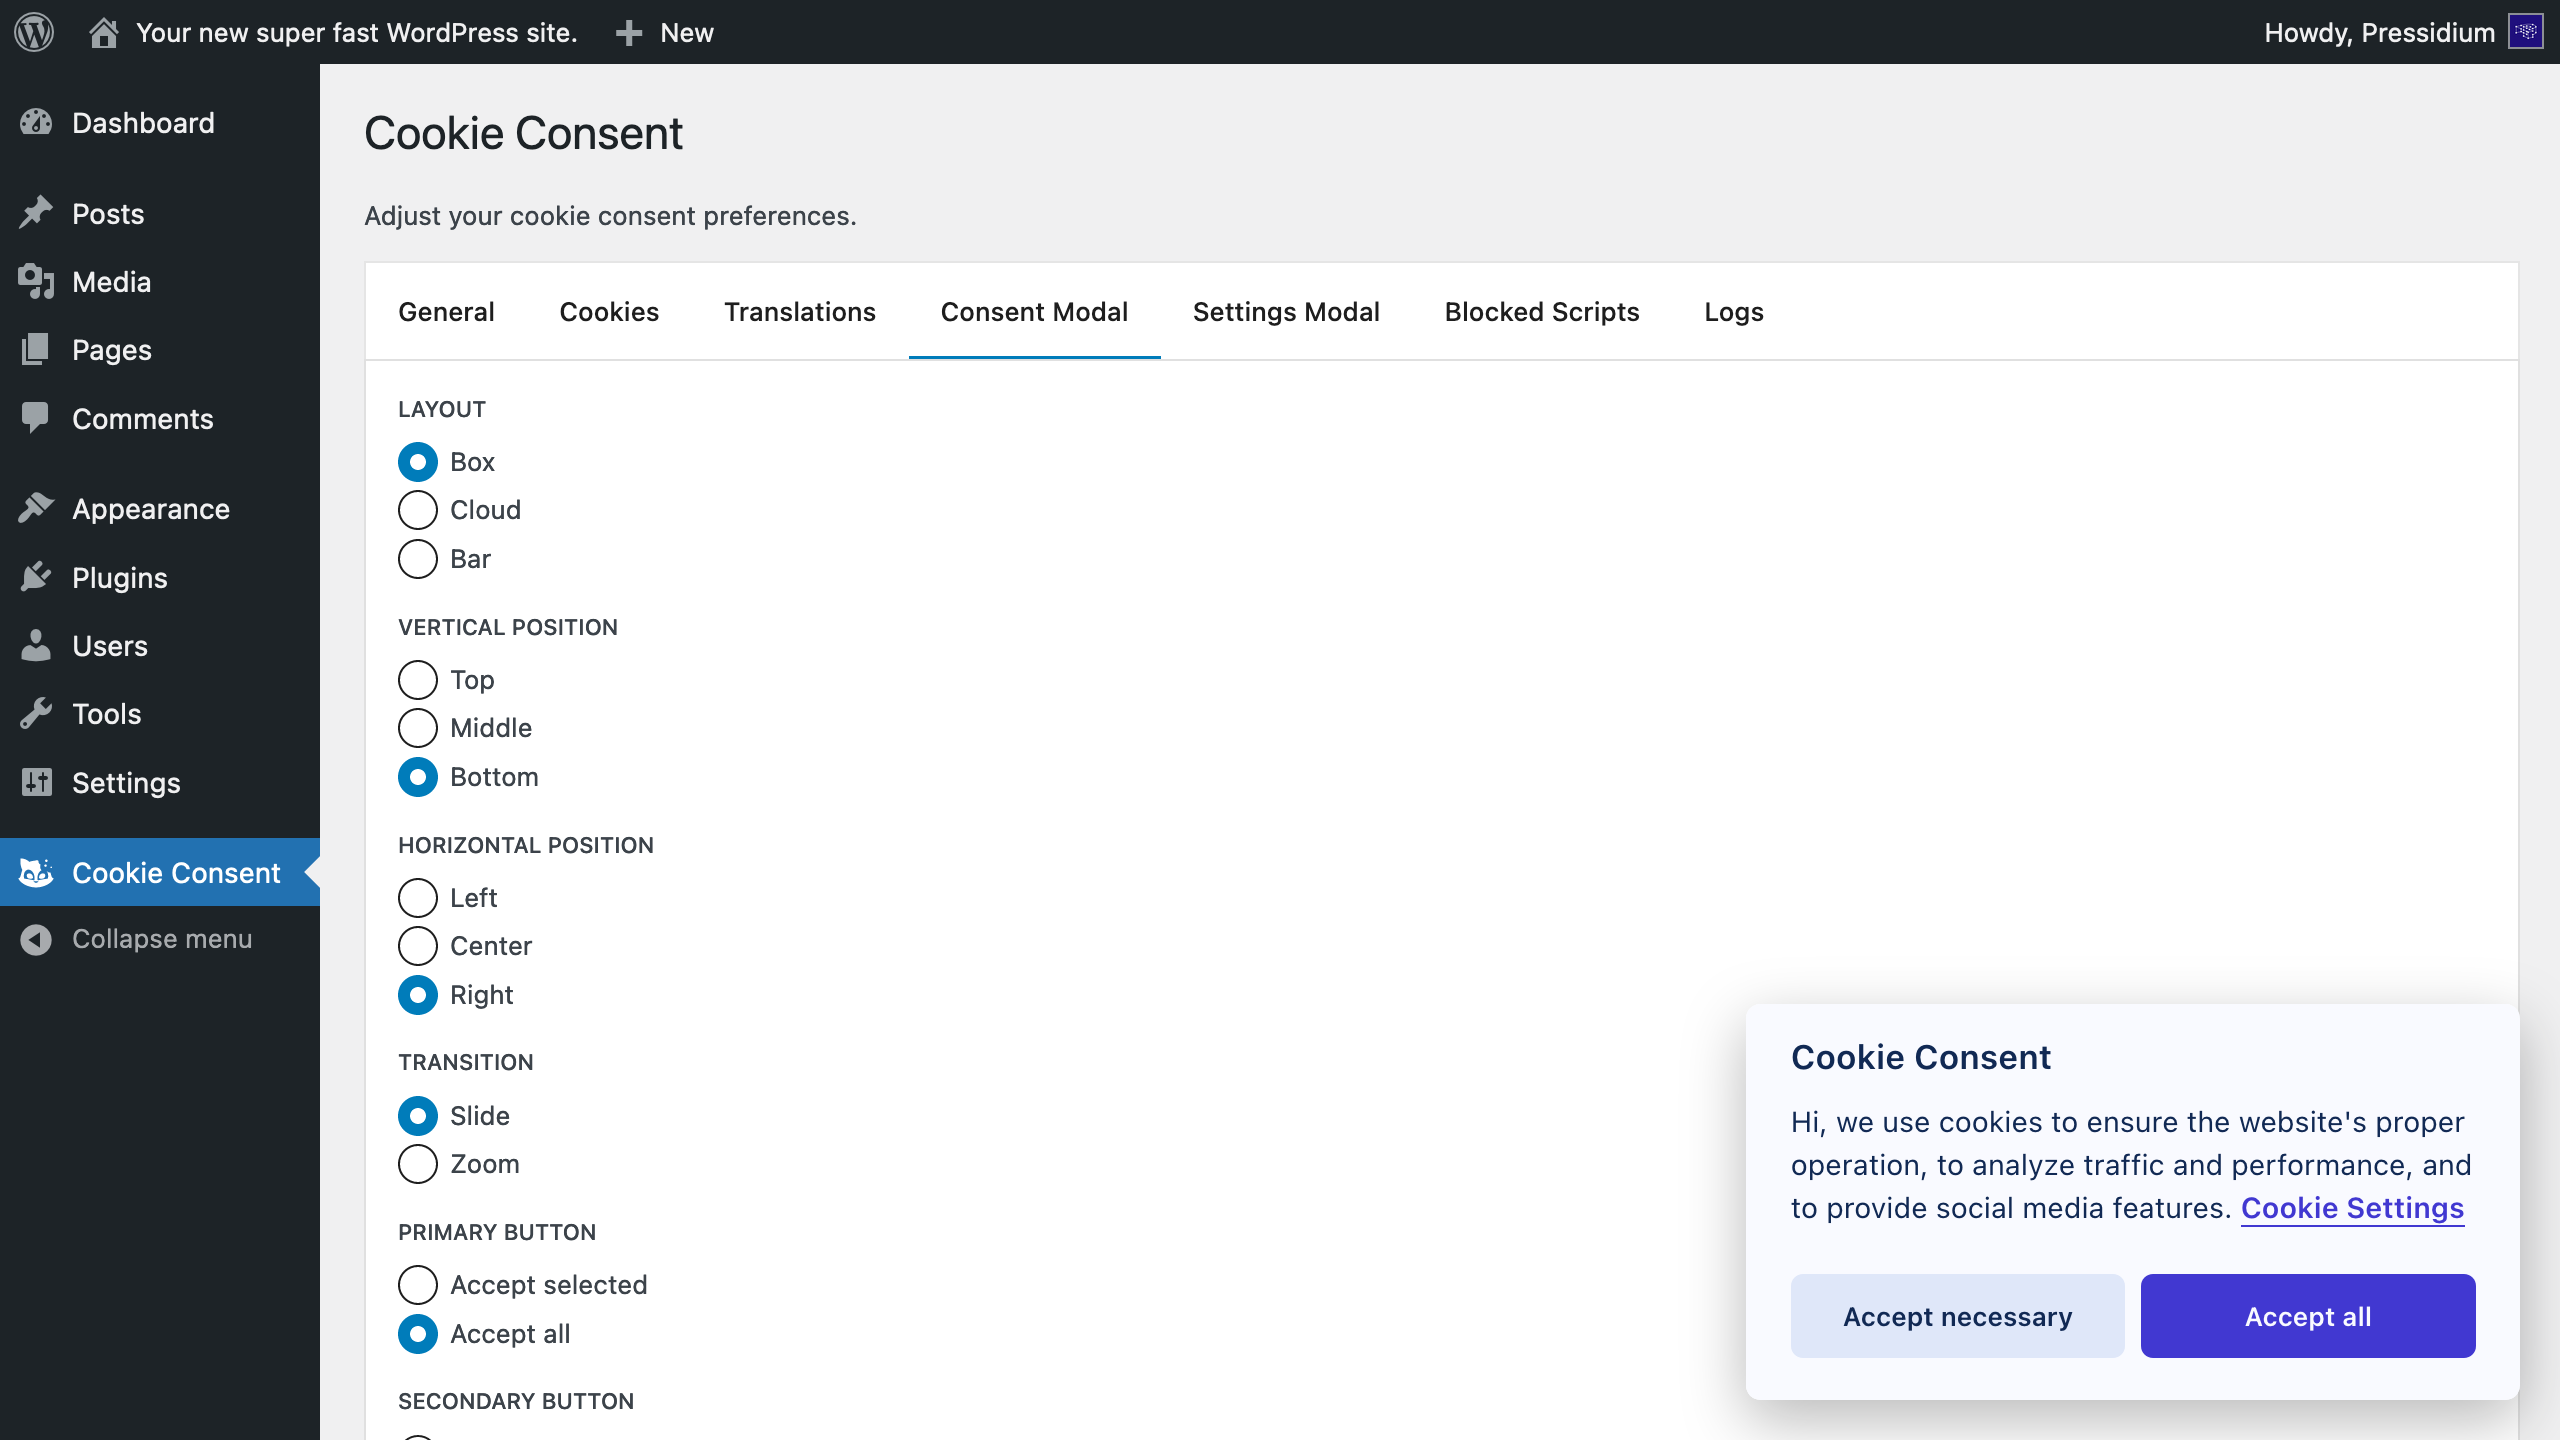 Your new super fast WordPress site.
New
Howdy, Pressidium
Dashboard
Posts
Media
Pages
Comments
Appearance
Plugins
Users
Tools
Settings
Cookie Consent
Collapse menu
Cookie Consent
Adjust your cookie consent preferences.
General Cookies Translations Consent Modal Settings Modal Blocked Scripts Logs
LAYOUT
Box
Cloud
Bar
VERTICAL POSITION
Top
Middle
Bottom
HORIZONTAL POSITION
Left
Center
Right
TRANSITION
Slide
Zoom
PRIMARY BUTTON
Accept selected
Accept all
SECONDARY BUTTON
Cookie Consent
Hi, we use cookies to ensure the website's proper
operation, to analyze traffic and performance, and
to provide social media features. Cookie Settings
Accept necessary
Accept all